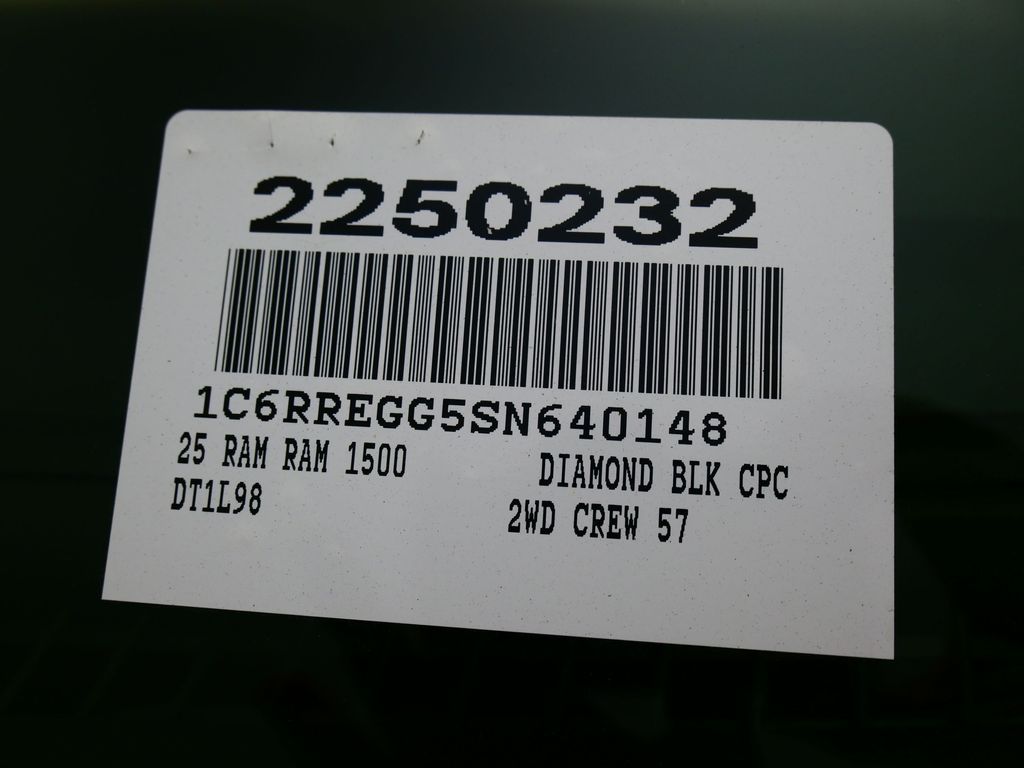 2250232
1C6RREGG5SN640148
25 RAM RAM 1500 DIAMOND BLK CPC
DT1L98 2WD CREW 57